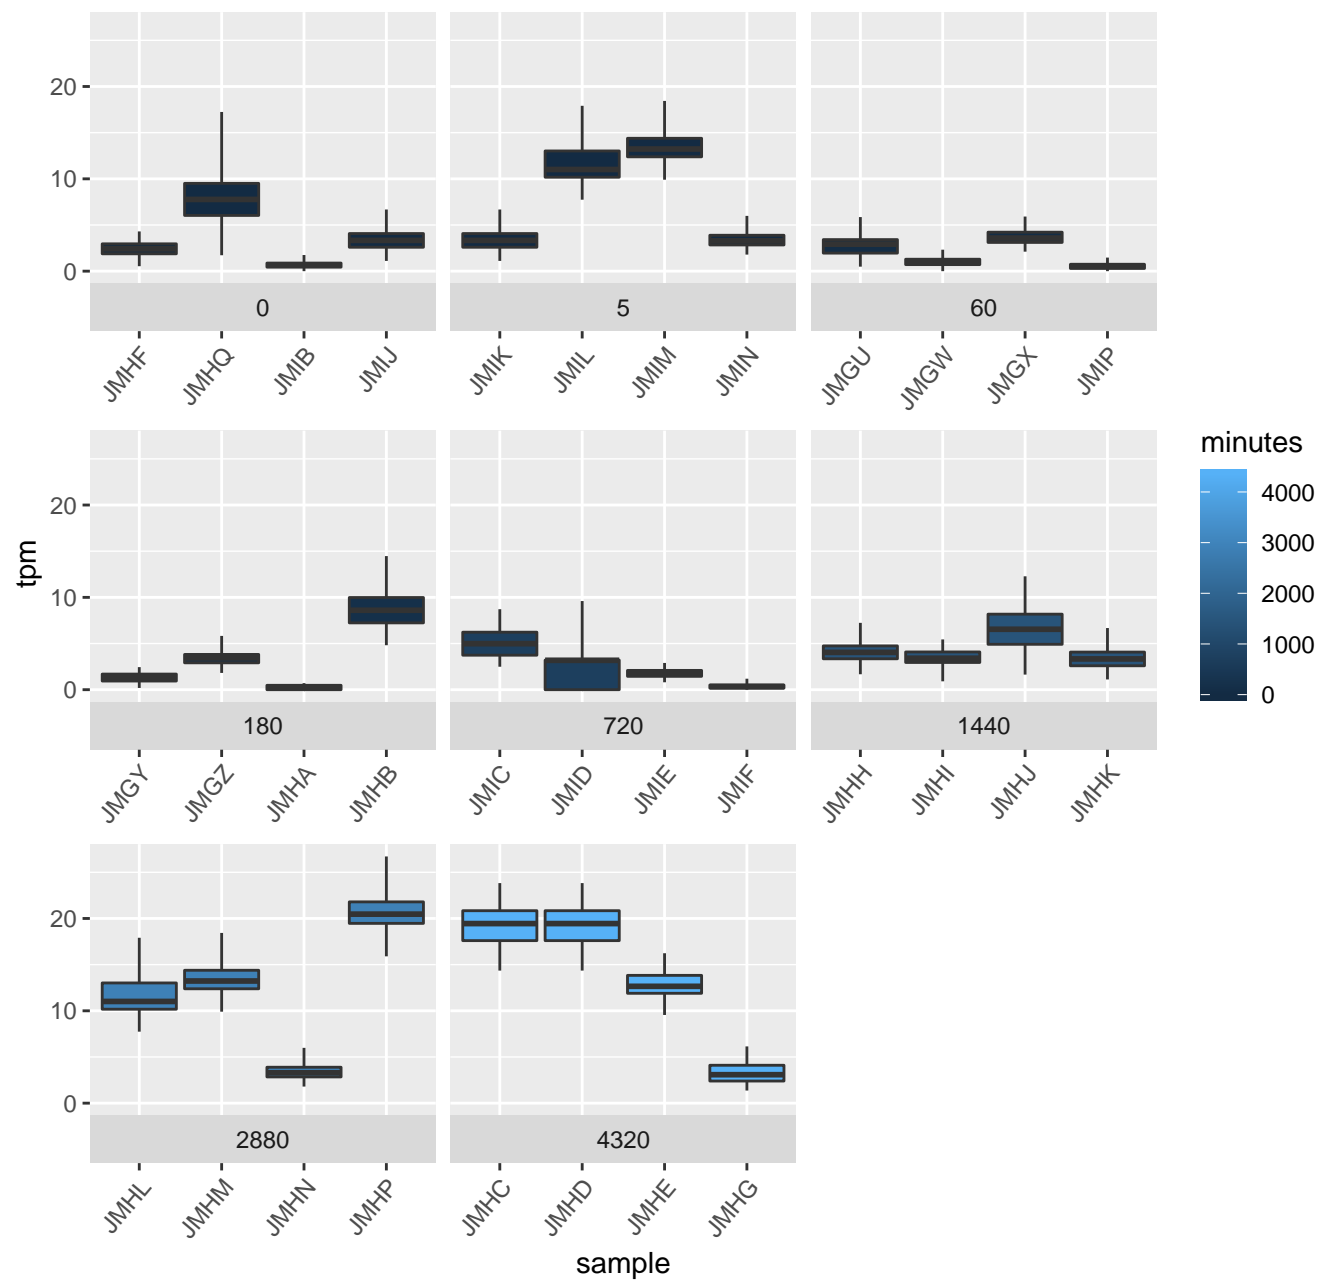 20
10
0
0
5
60
JMHF JMHQ JMIB JMIJ
JMIK JMIL JMIM JMIN
JMGU JMGW JMGX JMIP
tpm
20
10
0
180
720
1440
JMGY JMGZ JMHA JMHB
JMIC JMID JMIE JMIF
JMHH JMHI JMHJ JMHK
minutes
4000
3000
2000
1000
0
20
10
0
2880
4320
JMHL JMHM JMHN JMHP
JMHC JMHD JMHE JMHG
sample